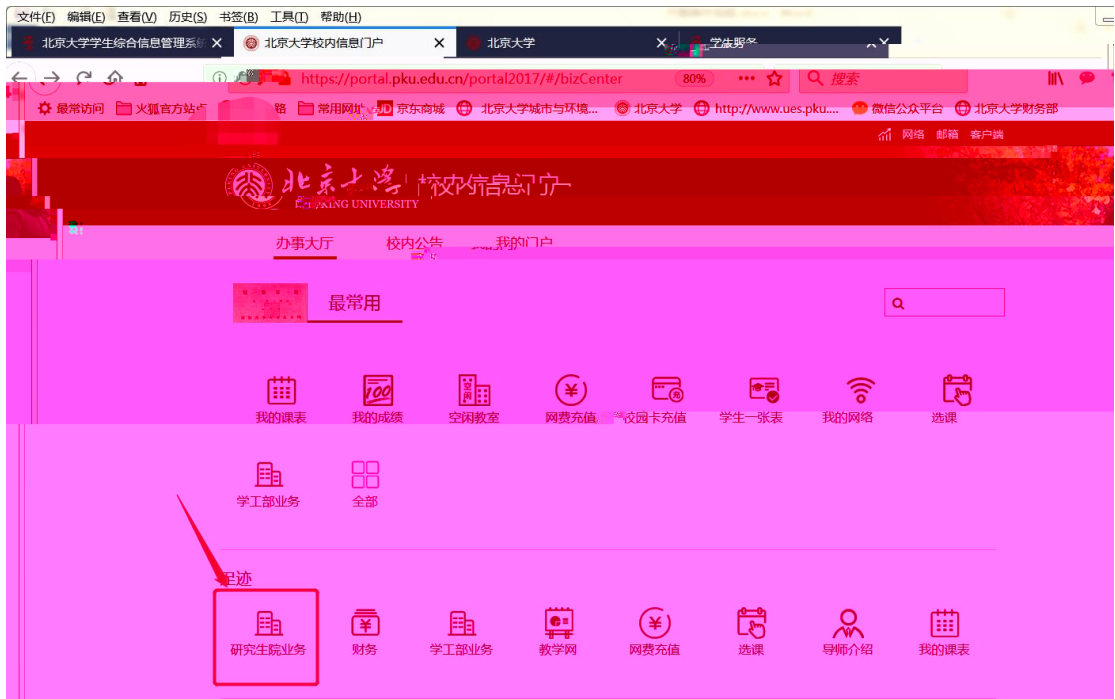 文件(F) 编辑(E) 查看(V) 历史(S) 书签(B) 工具(T) 帮助(H)
北京大学学生综合信息管理系统 北京大学校内信息门户 北京大学 学生服务
https://portal.pku.edu.cn/portal2017/#/bizCenter 80% 搜索
最常访问 火狐官方站点 常用网址 JD 京东商城 北京大学城市与环境... 北京大学 http://www.ues.pku.... 微信公众平台 北京大学财务部
网络 邮箱 客户端
北京大学 校内信息门户
PEKING UNIVERSITY
办事大厅 校内公告 我的门户
最常用
我的课表 我的成绩 空闲教室 网费充值 校园卡充值 学生一张表 我的网络 选课
学工部业务 全部
足迹
研究生院业务 财务 学工部业务 教学网 网费充值 选课 导师介绍 我的课表